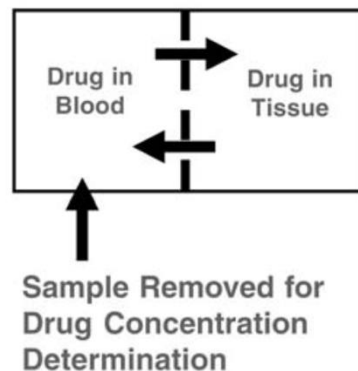 Drug in
Blood
Drug in
Tissue
Sample Removed for
Drug Concentration
Determination